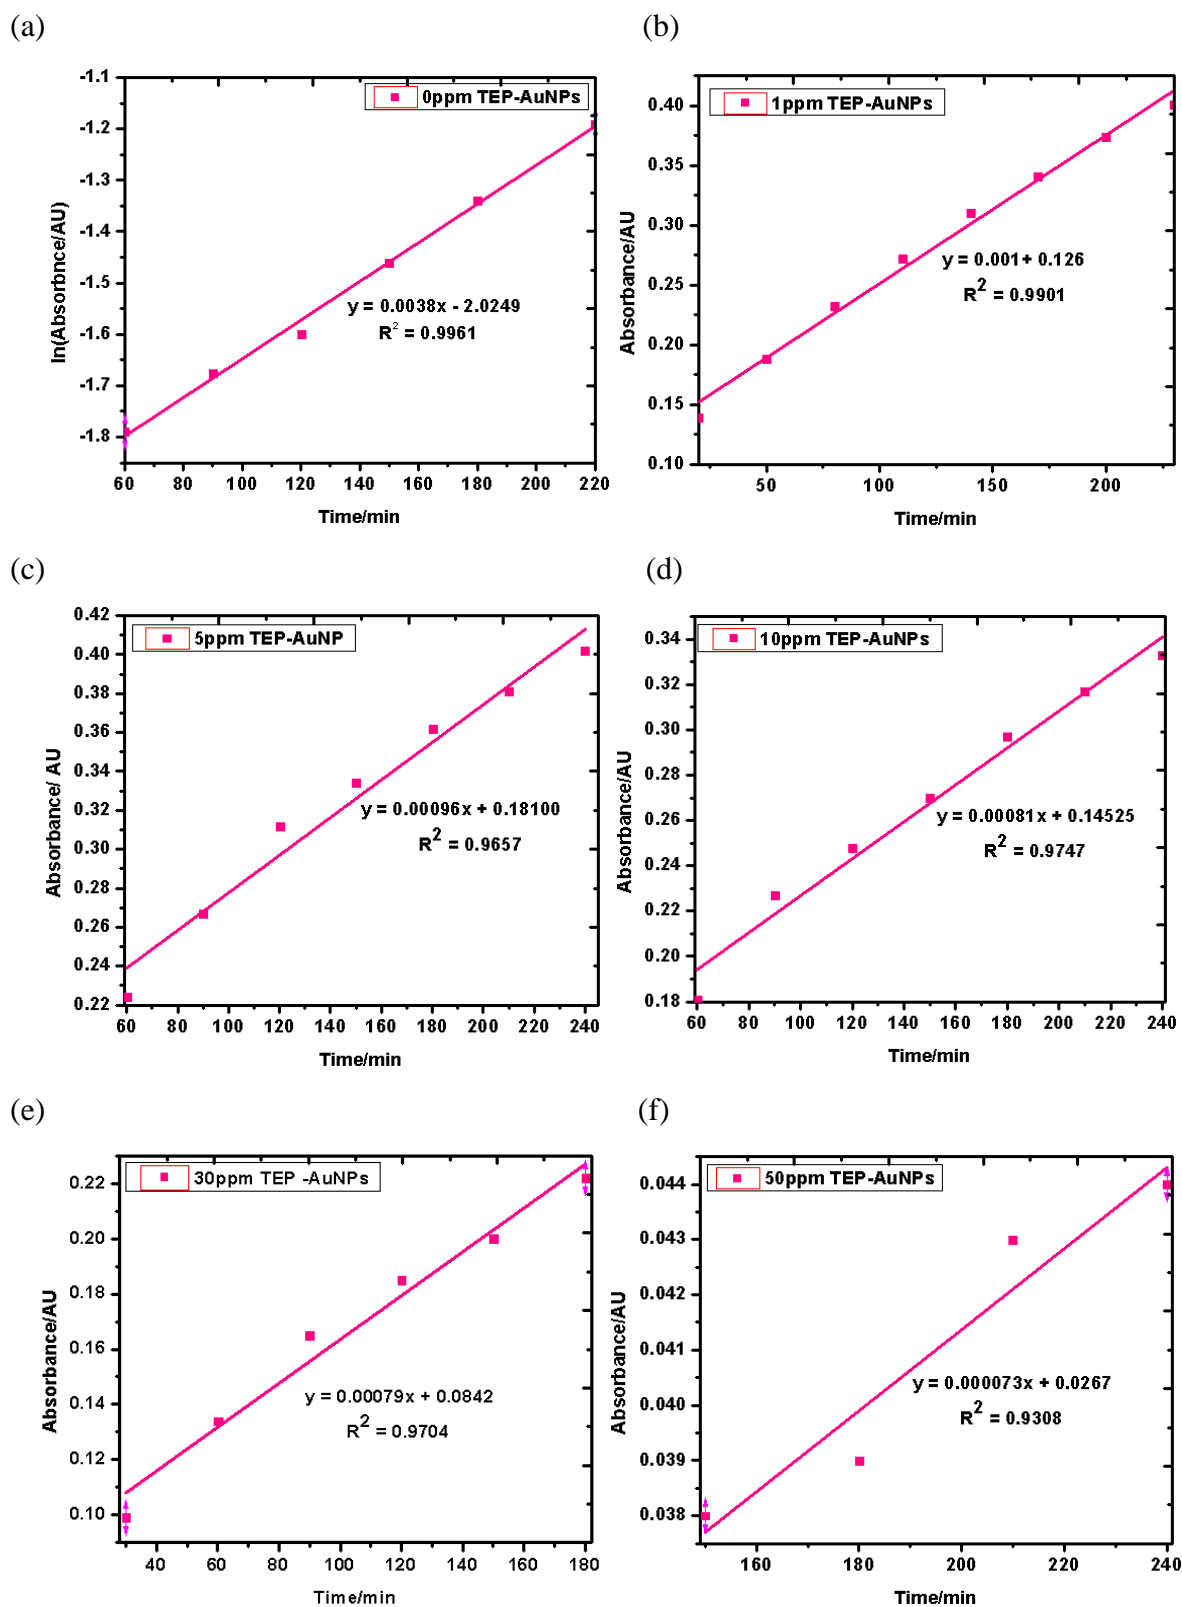 (a)
0ppm TEP-AuNPs
ln(Absorbnce/AU)
-1.1
-1.2
-1.3
-1.4
-1.5
-1.6
-1.7
-1.8
y = 0.0038x - 2.0249
R² = 0.9961
60 80 100 120 140 160 180 200 220
Time/min
(b)
1ppm TEP-AuNPs
Absorbance/AU
0.40
0.35
0.30
0.25
0.20
0.15
0.10
y = 0.001 + 0.126
R² = 0.9901
50 100 150 200
Time/min
(c)
5ppm TEP-AuNP
Absorbance/ AU
0.42
0.40
0.38
0.36
0.34
0.32
0.30
0.28
0.26
0.24
0.22
y = 0.00096x + 0.18100
R² = 0.9657
60 80 100 120 140 160 180 200 220 240
Time/min
(d)
10ppm TEP-AuNPs
Absorbance/AU
0.34
0.32
0.30
0.28
0.26
0.24
0.22
0.20
0.18
y = 0.00081x + 0.14525
R² = 0.9747
60 80 100 120 140 160 180 200 220 240
Time/min
(e)
30ppm TEP -AuNPs
Absorbance/AU
0.22
0.20
0.18
0.16
0.14
0.12
0.10
y = 0.00079x + 0.0842
R² = 0.9704
40 60 80 100 120 140 160 180
Time/min
(f)
50ppm TEP-AuNPs
Absorbance/AU
0.044
0.043
0.042
0.041
0.040
0.039
0.038
y = 0.000073x + 0.0267
R² = 0.9308
160 180 200 220 240
Time/min